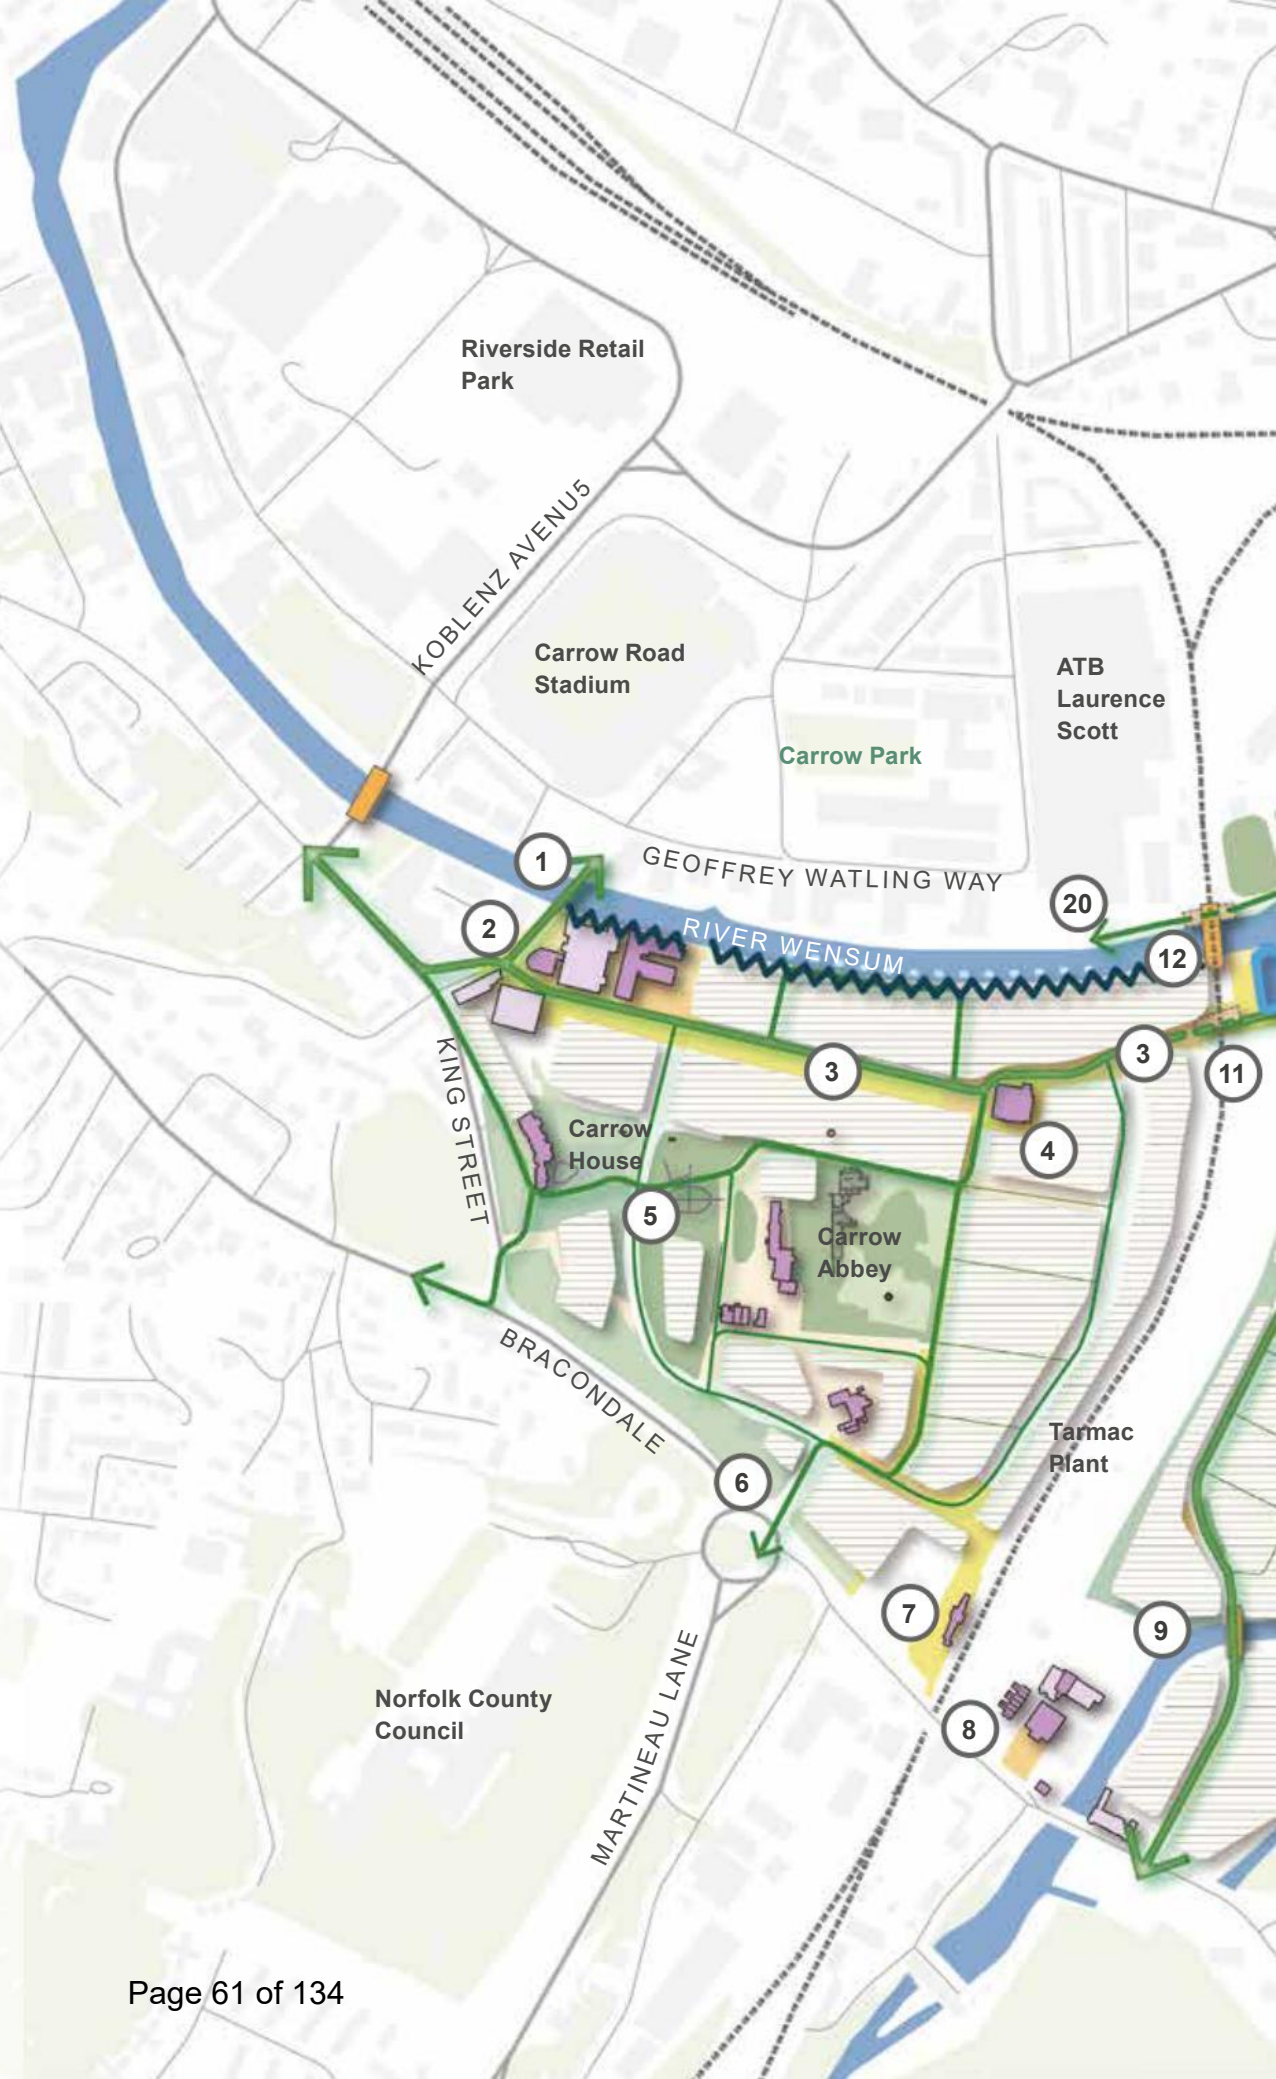 Riverside Retail
Park
KOBLENZ AVENU5
Carrow Road
Stadium
ATB
Laurence
Scott
Carrow Park
1
GEOFFREY WATLING WAY
20
2
RIVER WENSUM
12
3
3
11
KING STREET
Carrow
House
4
5
Carrow
Abbey
BRACONDALE
Tarmac
Plant
6
7
9
MARTINEAU LANE
Norfolk County
Council
8
Page 61 of 134